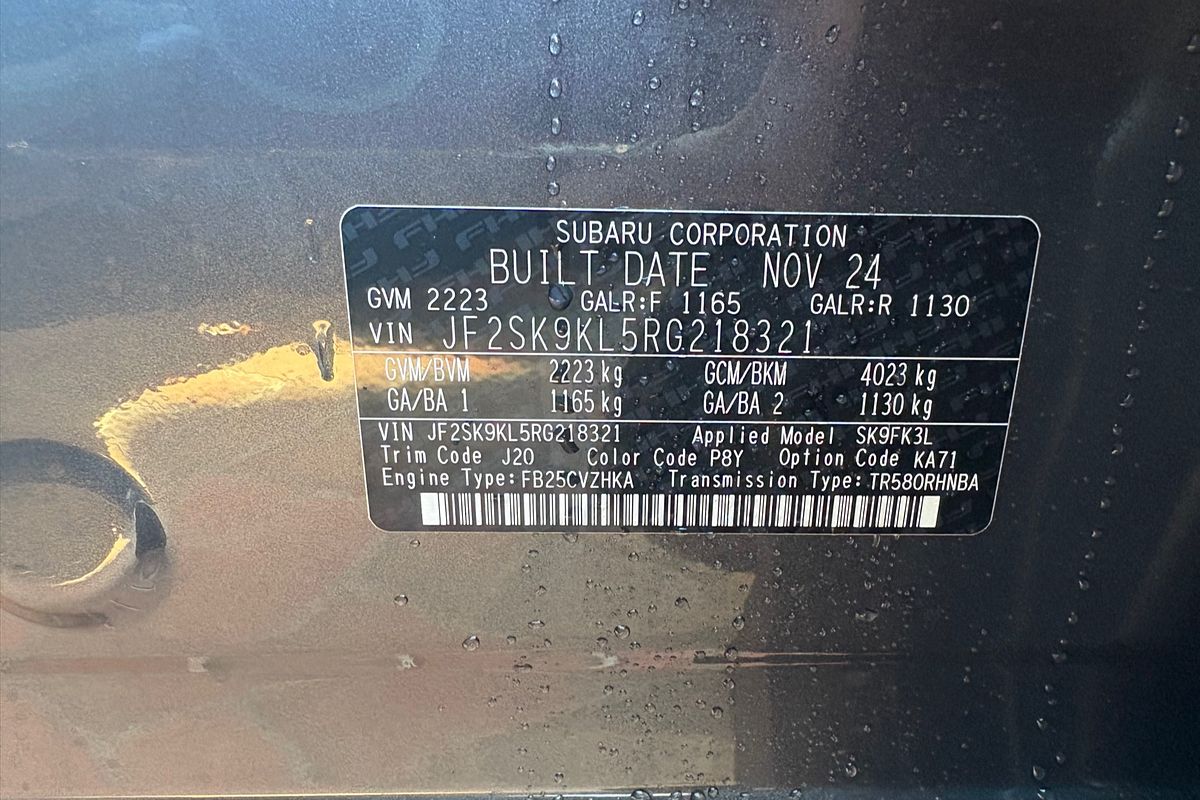 SUBARU CORPORATION
BUILT DATE NOV 24
GVM 2223 GALR:F 1165 GALR:R 1130
VIN JF2SK9KL5RG218321
GVM/BVM 2223 kg GCM/BKM 4023 kg
GA/BA 1 1165 kg GA/BA 2 1130 kg
VIN JF2SK9KL5RG218321 Applied Model SK9FK3L
Trim Code J20 Color Code P8Y Option Code KA71
Engine Type:FB25CVZHKA Transmission Type:TR580RHNBA